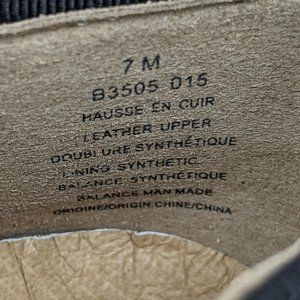 7 M
B3505 015
HAUSSE EN CUIR
LEATHER UPPER
DOUBLURE SYNTHÉTIQUE
LINING SYNTHETIC
BALANCE SYNTHÉTIQUE
BALANCE MAN MADE
ORIGINE/ORIGIN CHINE/CHINA